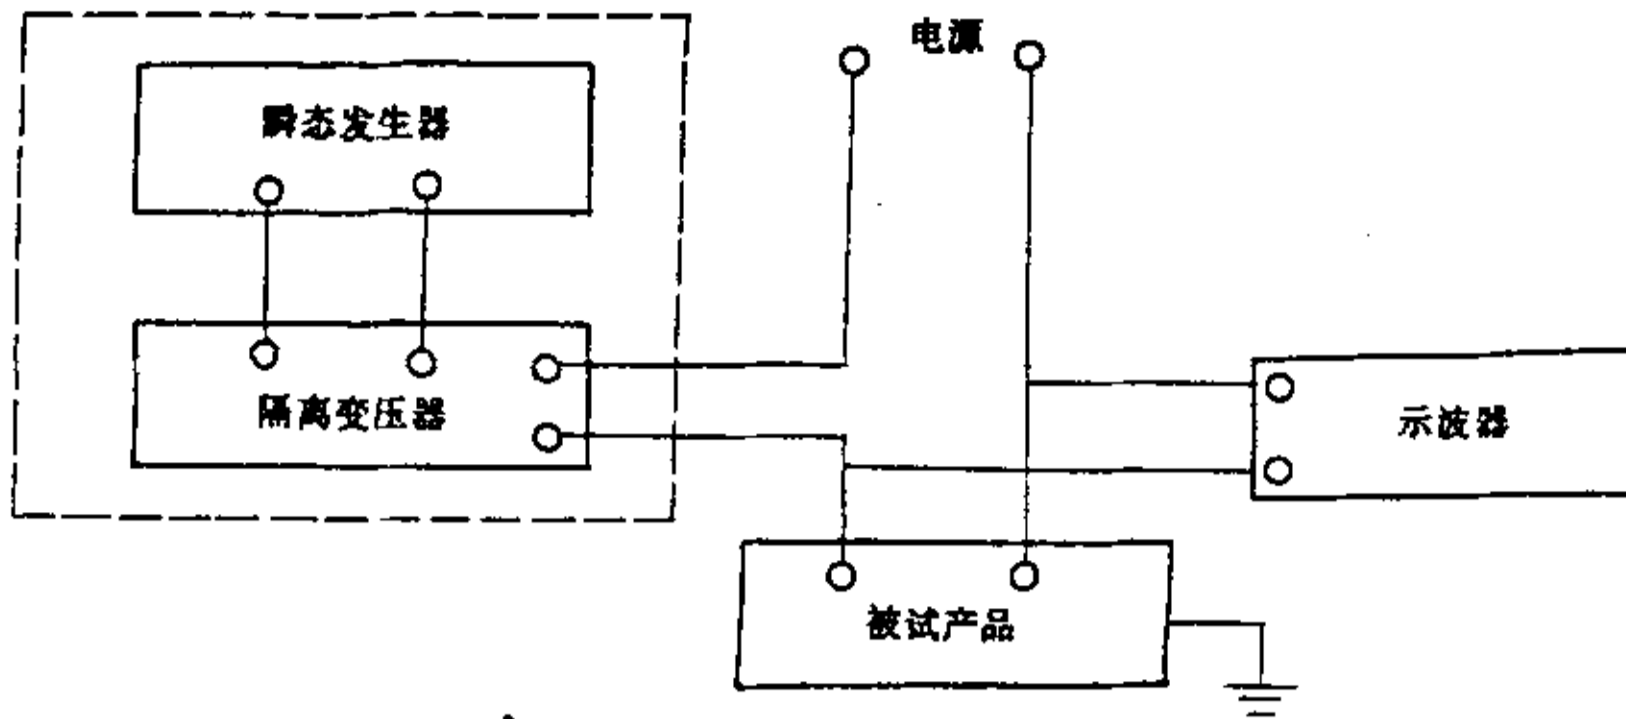 电源
瞬态发生器
隔离变压器
示波器
被试产品